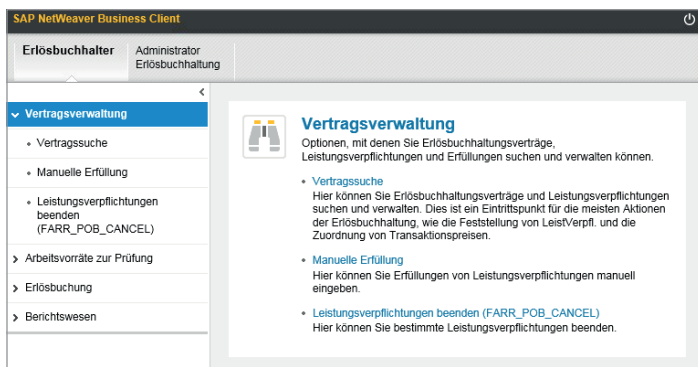 SAP NetWeaver Business Client
Erlösbuchhalter
Administrator
Erlösbuchhaltung
Vertragsverwaltung
Vertragssuche
Manuelle Erfüllung
Leistungsverpflichtungen
beenden
(FARR_POB_CANCEL)
Arbeitsvorräte zur Prüfung
Erlösbuchung
Berichtswesen
Vertragsverwaltung
Optionen, mit denen Sie Erlösbuchhaltungsverträge,
Leistungsverpflichtungen und Erfüllungen suchen und verwalten können.
Vertragssuche
Hier können Sie Erlösbuchhaltungsverträge und Leistungsverpflichtungen
suchen und verwalten. Dies ist ein Eintrittspunkt für die meisten Aktionen
der Erlösbuchhaltung, wie die Feststellung von LeistVerpfl. und die
Zuordnung von Transaktionspreisen.
Manuelle Erfüllung
Hier können Sie Erfüllungen von Leistungsverpflichtungen manuell
eingeben.
Leistungsverpflichtungen beenden (FARR_POB_CANCEL)
Hier können Sie bestimmte Leistungsverpflichtungen beenden.